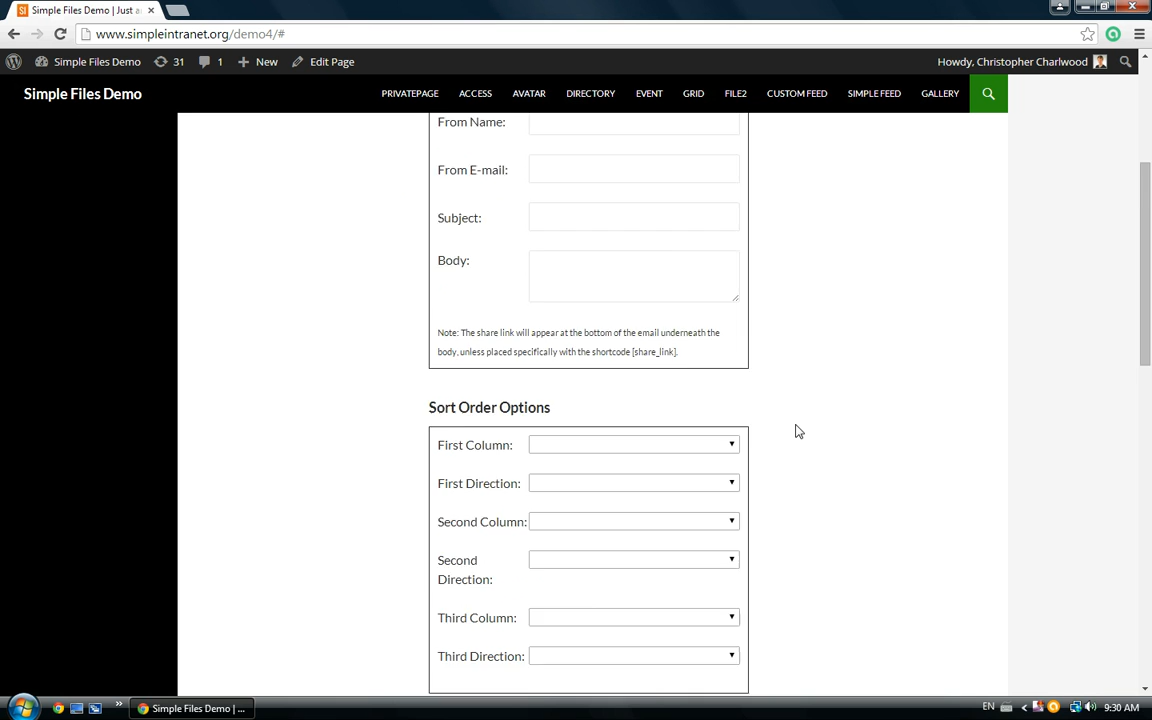 Simple Files Demo | Just a
www.simpleintranet.org/demo4/#
Simple Files Demo 31 1 New Edit Page Howdy, Christopher Charlwood
Simple Files Demo PRIVATEPAGE ACCESS AVATAR DIRECTORY EVENT GRID FILE2 CUSTOM FEED SIMPLE FEED GALLERY
From Name:
From E-mail:
Subject:
Body:
Note: The share link will appear at the bottom of the email underneath the
body, unless placed specifically with the shortcode [share_link].
Sort Order Options
First Column:
First Direction:
Second Column:
Second
Direction:
Third Column:
Third Direction:
Simple Files Demo | ... EN 9:30 AM